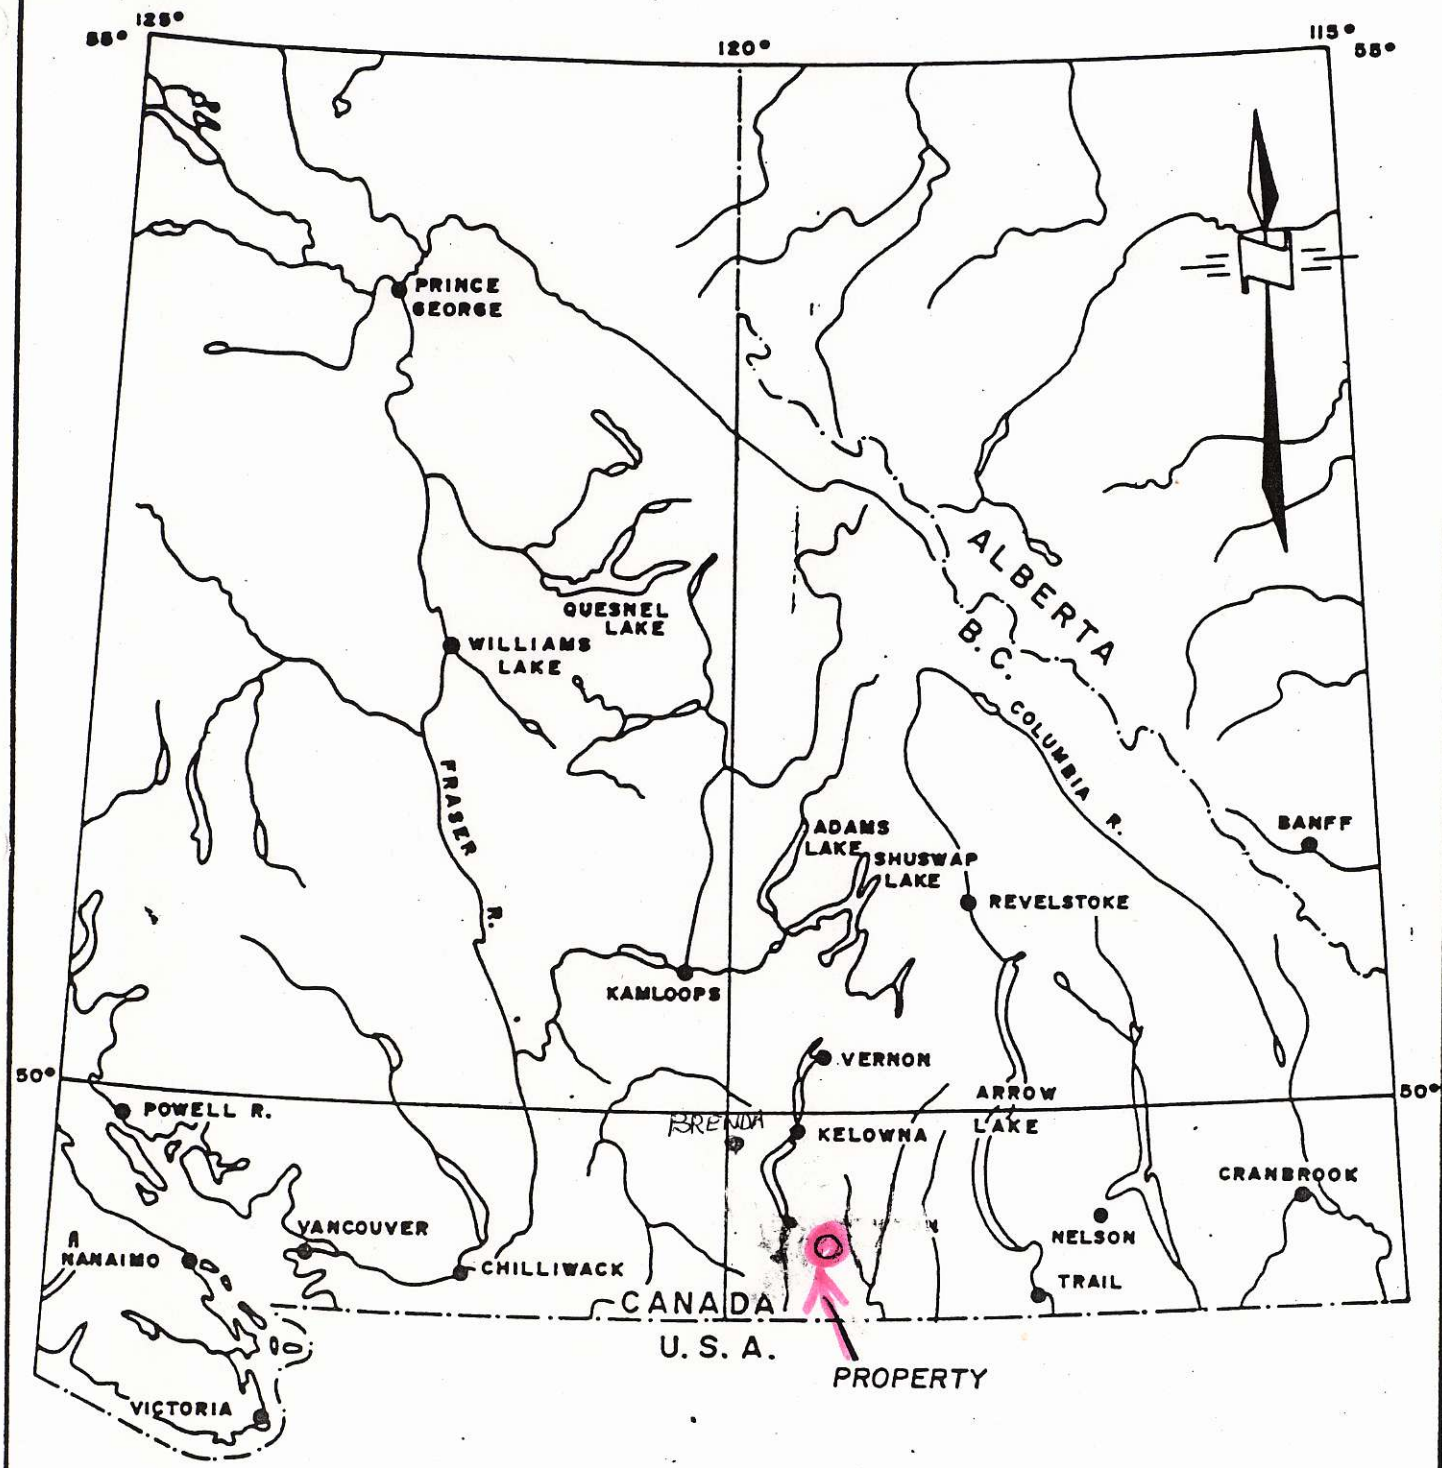 125°
55°
120°
115°
55°
PRINCE
GEORGE
ALBERTA
B.C.
QUESNEL
LAKE
WILLIAMS
LAKE
COLUMBIA R.
FRASER R.
ADAMS
LAKE
SHUSWAP
LAKE
BANFF
REVELSTOKE
KAMLOOPS
VERNON
50°
50°
ARROW
LAKE
POWELL R.
BRENDA
KELOWNA
CRANBROOK
VANCOUVER
NELSON
NANAIMO
CHILLIWACK
TRAIL
CANADA
U.S.A.
PROPERTY
VICTORIA